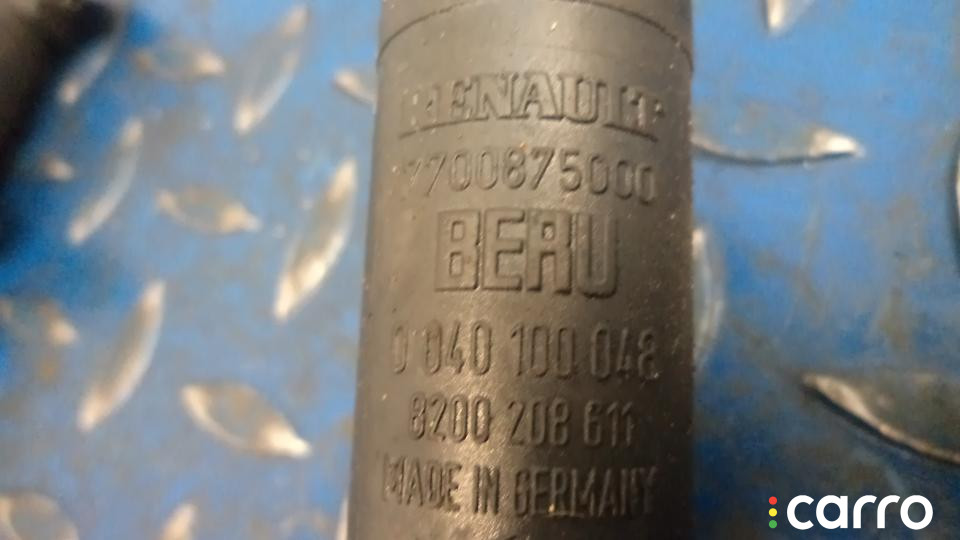 RENAULT
7700875000
BERU
0 040 100 048
8200 208 611
MADE IN GERMANY
carro